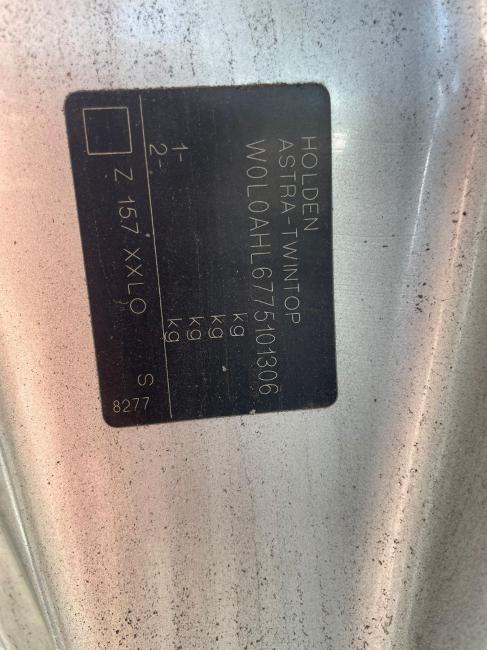 HOLDEN
ASTRA-TWINTOP
W0L0AHL6775101306
kg
kg
1- kg
2- kg
Z 157 XXLO S
8277